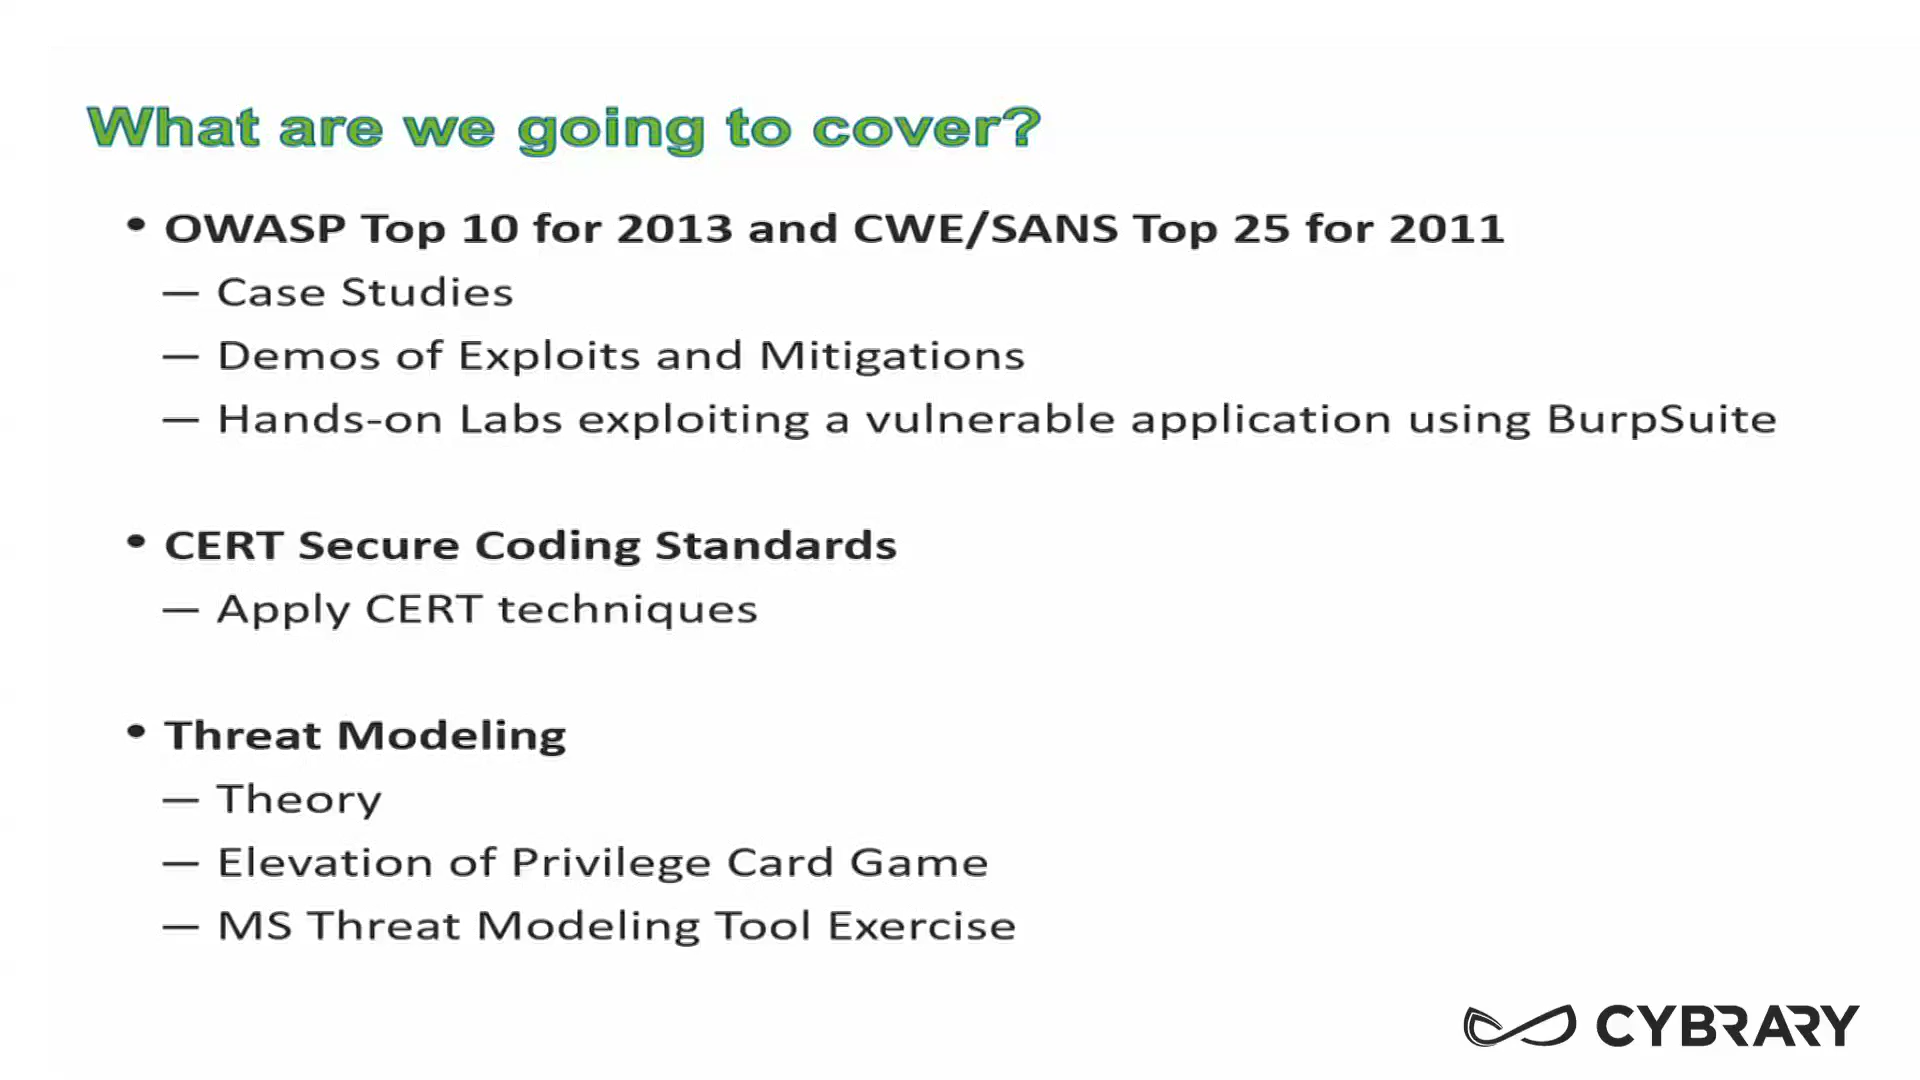 What are we going to cover?
• OWASP Top 10 for 2013 and CWE/SANS Top 25 for 2011
— Case Studies
— Demos of Exploits and Mitigations
— Hands-on Labs exploiting a vulnerable application using BurpSuite
• CERT Secure Coding Standards
— Apply CERT techniques
• Threat Modeling
— Theory
— Elevation of Privilege Card Game
— MS Threat Modeling Tool Exercise
CYBRARY